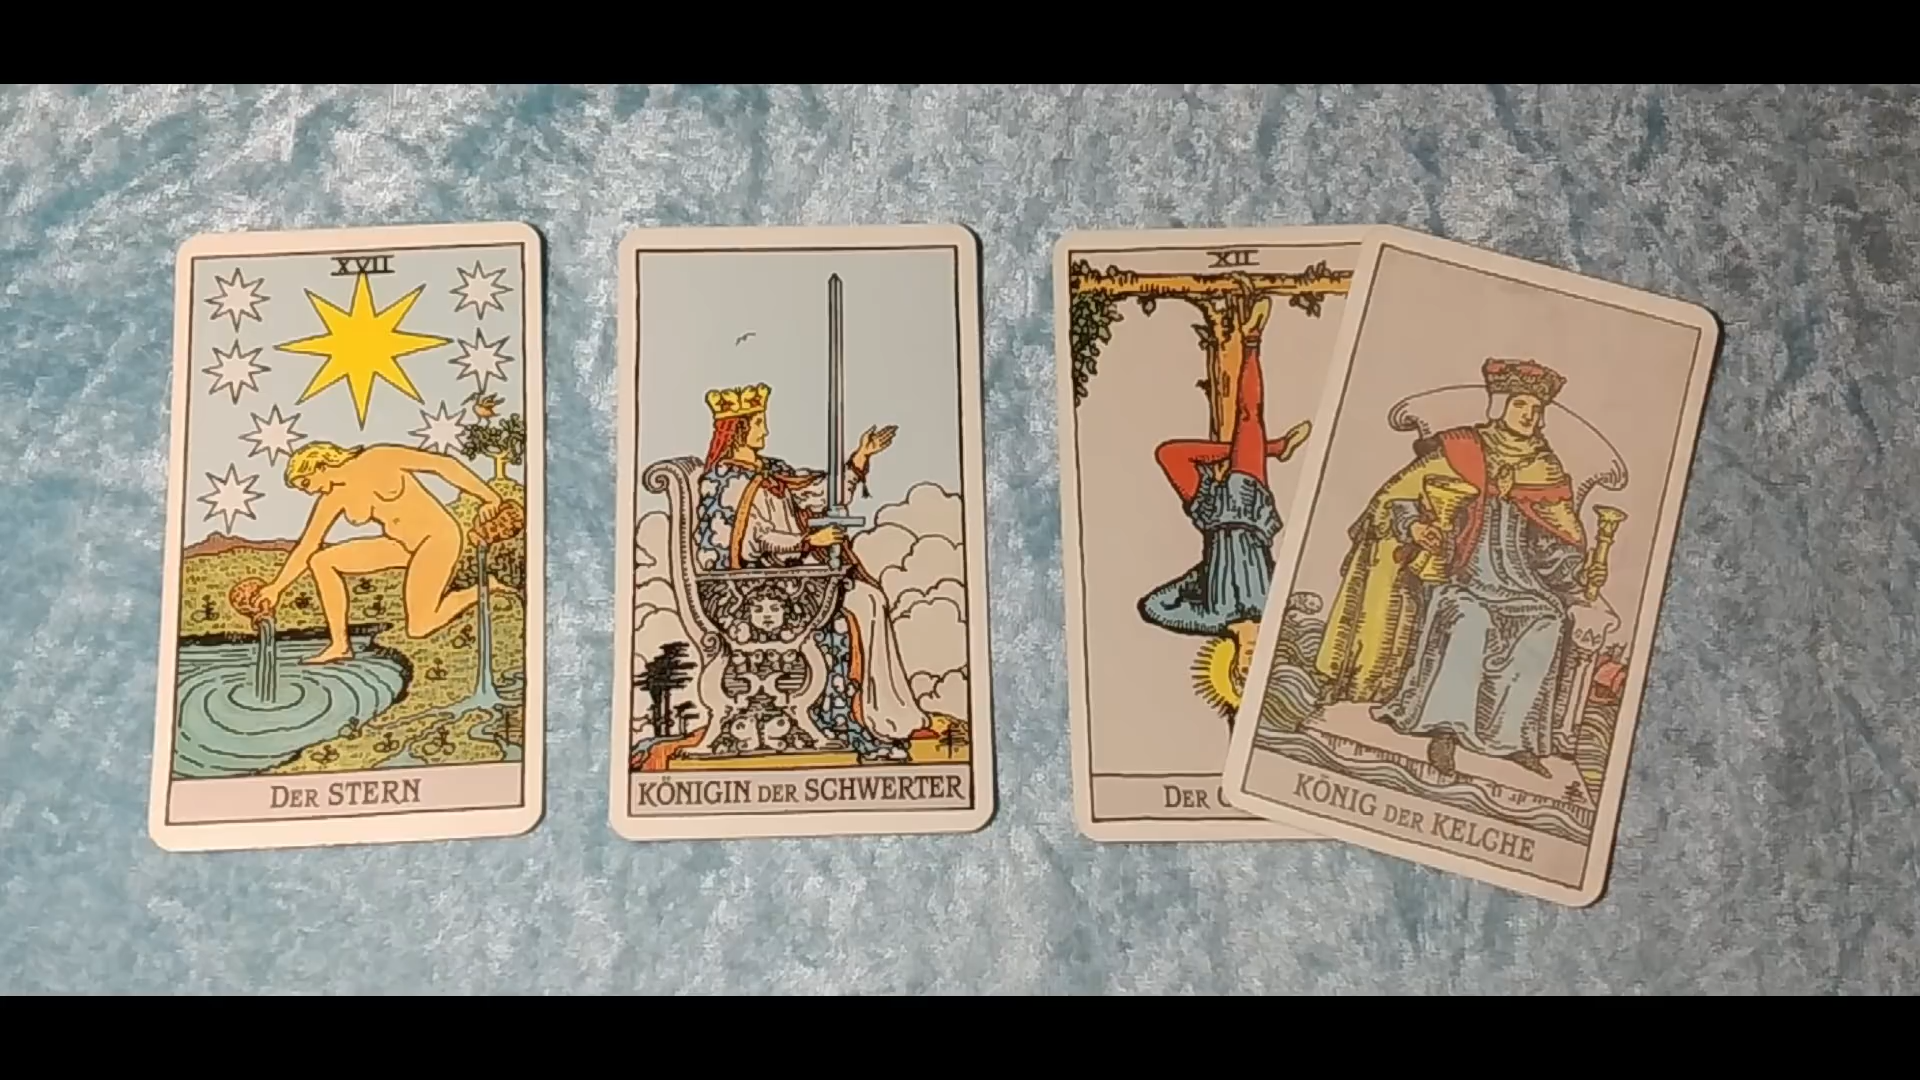 XVII
DER STERN
KÖNIGIN DER SCHWERTER
XII
DER
KÖNIG DER KELCHE